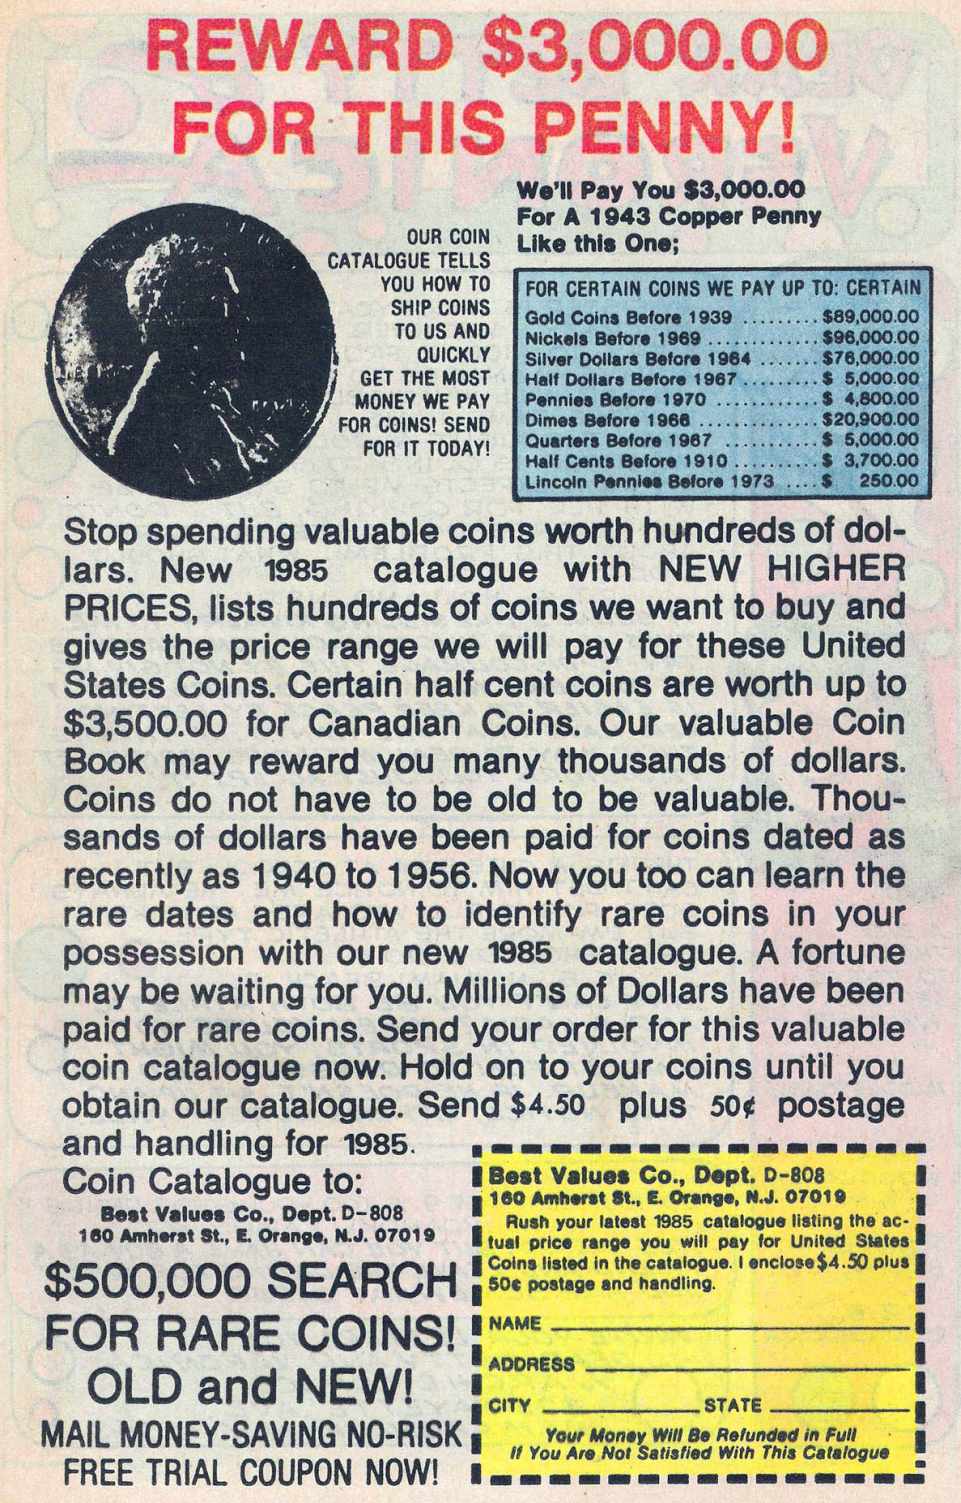 REWARD $3,000.00
FOR THIS PENNY!
We'll Pay You $3,000.00
For A 1943 Copper Penny
Like this One;
OUR COIN
CATALOGUE TELLS
YOU HOW TO
SHIP COINS
TO US AND
QUICKLY
GET THE MOST
MONEY WE PAY
FOR COINS! SEND
FOR IT TODAY!
FOR CERTAIN COINS WE PAY UP TO: CERTAIN
Gold Coins Before 1939 ......... $89,000.00
Nickels Before 1969 ............. $96,000.00
Silver Dollars Before 1964 ....... $76,000.00
Half Dollars Before 1967 ......... $ 5,000.00
Pennies Before 1970 ............ $ 4,800.00
Dimes Before 1966 .............. $20,900.00
Quarters Before 1967 ........... $ 5,000.00
Half Cents Before 1910 .......... $ 3,700.00
Lincoln Pennies Before 1973 .... $ 250.00
Stop spending valuable coins worth hundreds of dol-
lars. New 1985 catalogue with NEW HIGHER
PRICES, lists hundreds of coins we want to buy and
gives the price range we will pay for these United
States Coins. Certain half cent coins are worth up to
$3,500.00 for Canadian Coins. Our valuable Coin
Book may reward you many thousands of dollars.
Coins do not have to be old to be valuable. Thou-
sands of dollars have been paid for coins dated as
recently as 1940 to 1956. Now you too can learn the
rare dates and how to identify rare coins in your
possession with our new 1985 catalogue. A fortune
may be waiting for you. Millions of Dollars have been
paid for rare coins. Send your order for this valuable
coin catalogue now. Hold on to your coins until you
obtain our catalogue. Send $4.50 plus 50¢ postage
and handling for 1985.
Coin Catalogue to:
Best Values Co., Dept. D-808
160 Amherst St., E. Orange, N.J. 07019
$500,000 SEARCH
FOR RARE COINS!
OLD and NEW!
MAIL MONEY-SAVING NO-RISK
FREE TRIAL COUPON NOW!
Best Values Co., Dept. D-808
160 Amherst St., E. Orange, N.J. 07019
Rush your latest 1985 catalogue listing the ac-
tual price range you will pay for United States
Coins listed in the catalogue. I enclose $4.50 plus
50¢ postage and handling.
NAME
ADDRESS
CITY STATE
Your Money Will Be Refunded in Full
If You Are Not Satisfied With This Catalogue